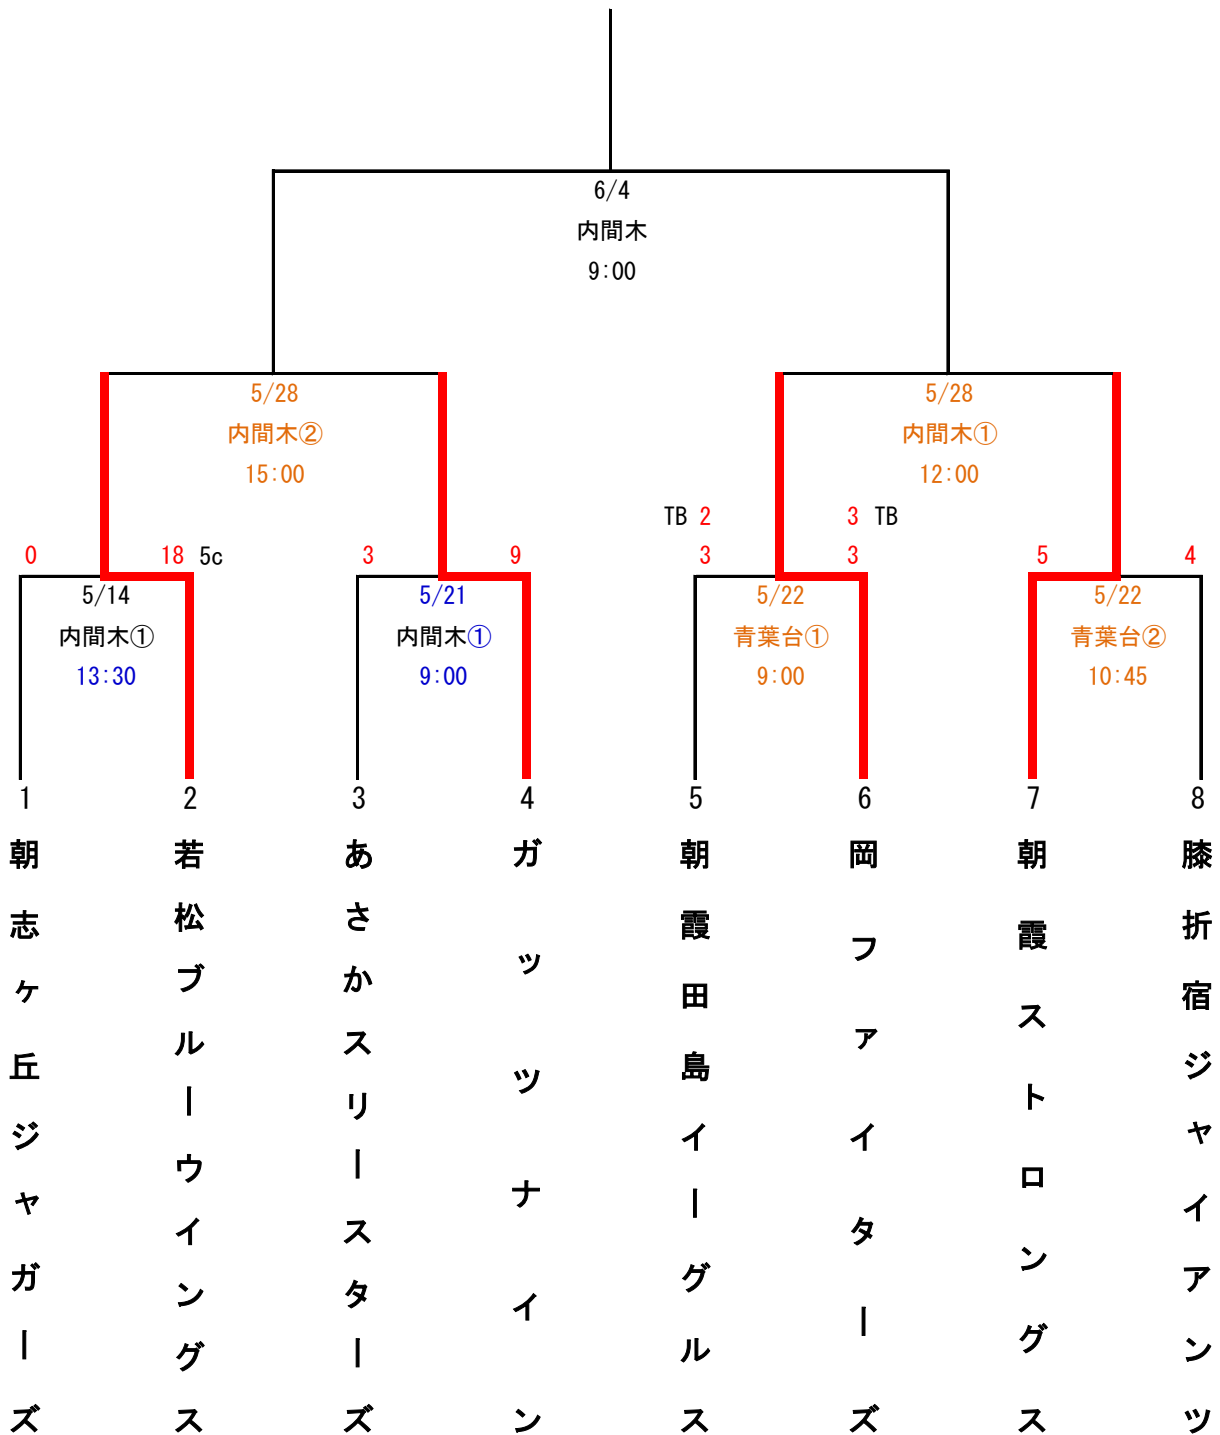 6/4
内間木
9:00
5/28
内間木②
15:00
5/28
内間木①
12:00
TB 2
3 TB
0
18 5c
3
9
3
3
5
4
5/14
内間木①
13:30
5/21
内間木①
9:00
5/22
青葉台①
9:00
5/22
青葉台②
10:45
1
2
3
4
5
6
7
8
朝志ヶ丘ジャガーズ
若松ブルーウイングス
あさかスリースターズ
ガッツナイン
朝霞田島イーグルス
岡ファイターズ
朝霞ストロングス
膝折宿ジャイアンツ